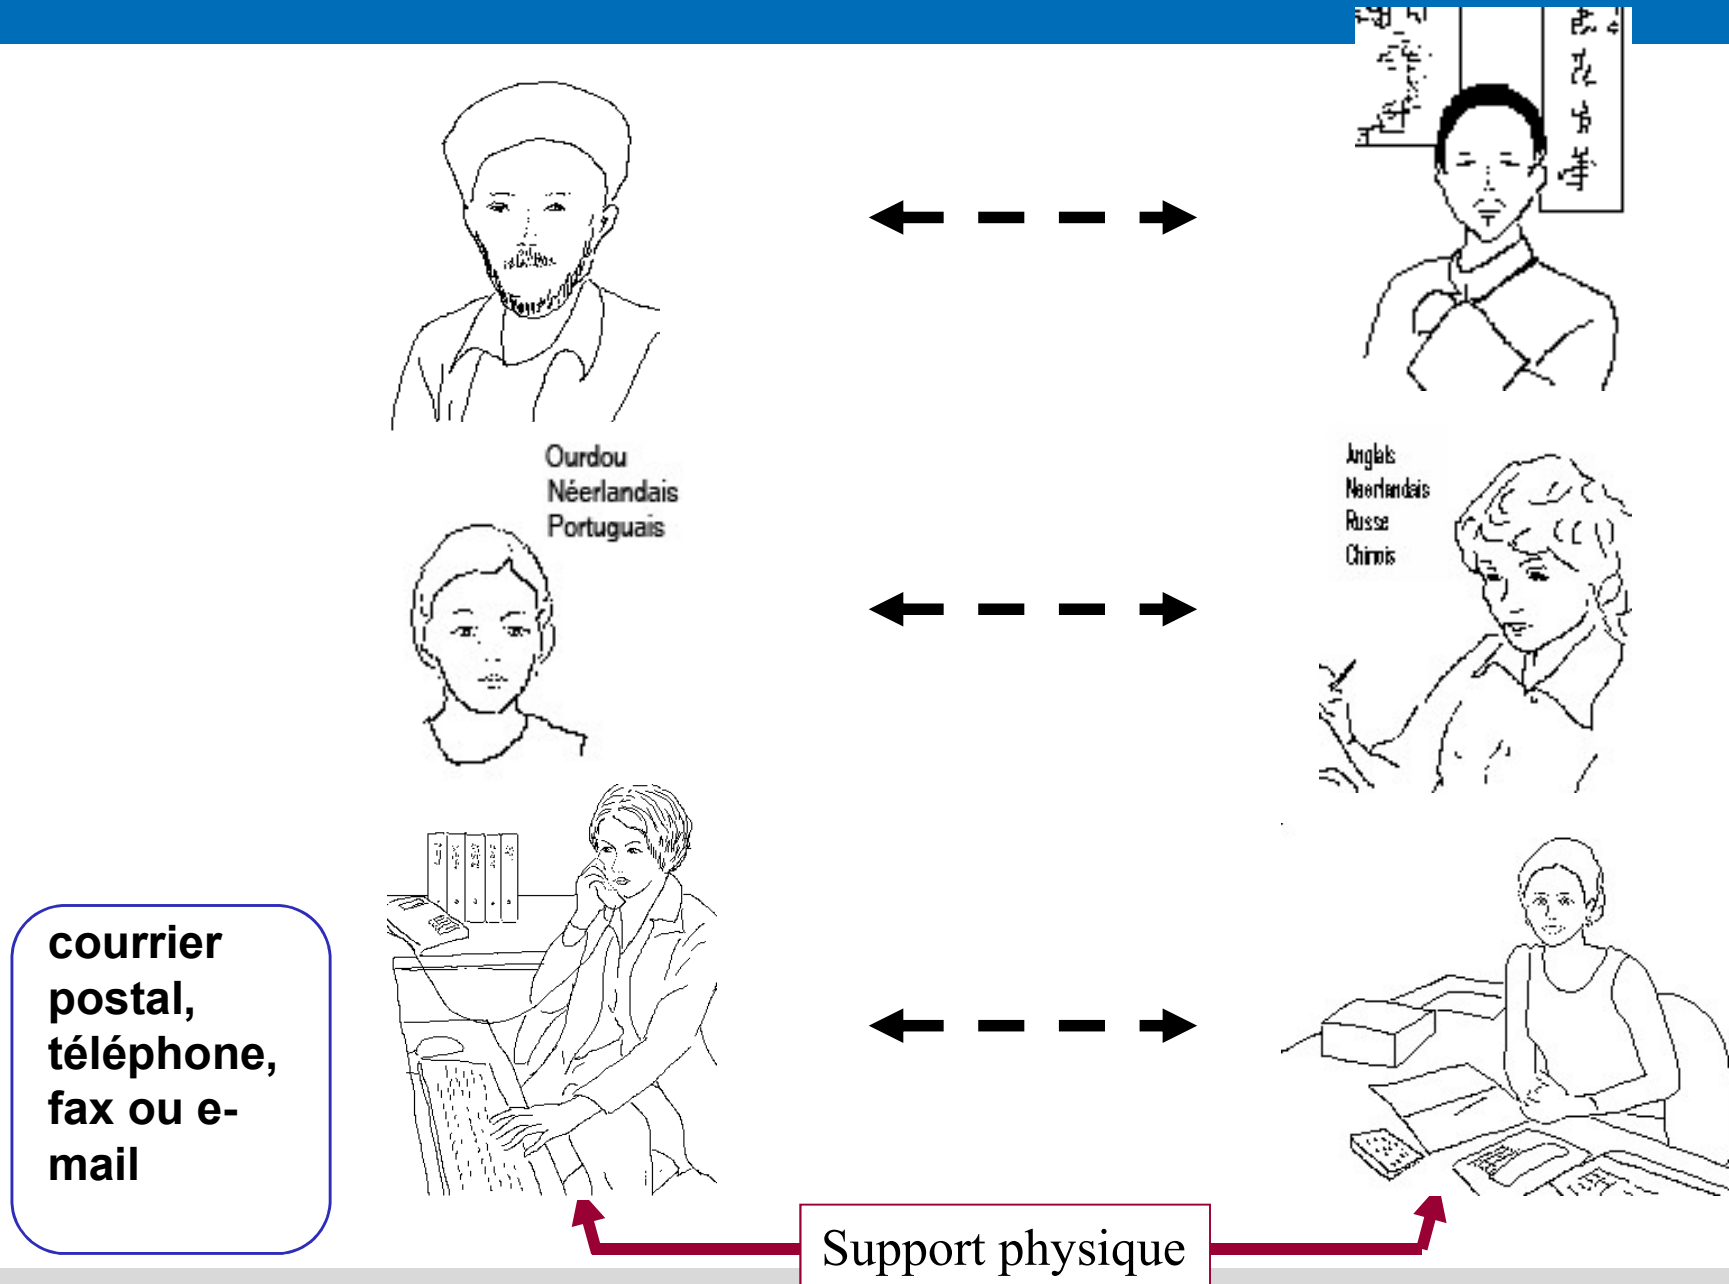 Ourdou
Néerlandais
Portuguais
Anglais
Neerlandais
Russe
Chinois
courrier
postal,
téléphone,
fax ou e-
mail
Support physique